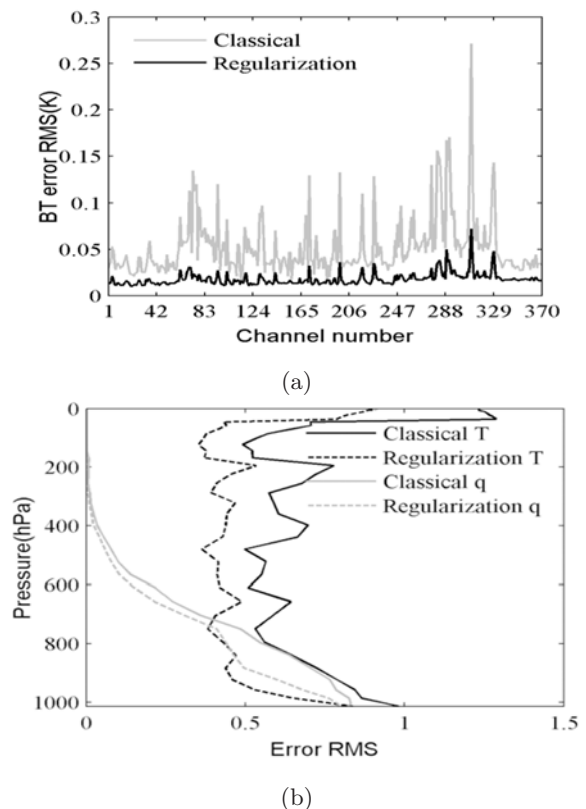 0.3
Classical
Regularization
0.25
0.2
0.15
0.1
0.05
0
BT error RMS(K)
1 42 83 124 165 206 247 288 329 370
Channel number
(a)
0
Classical T
Regularization T
Classical q
Regularization q
200
400
600
800
1000
Pressure(hPa)
0 0.5 1 1.5
Error RMS
(b)